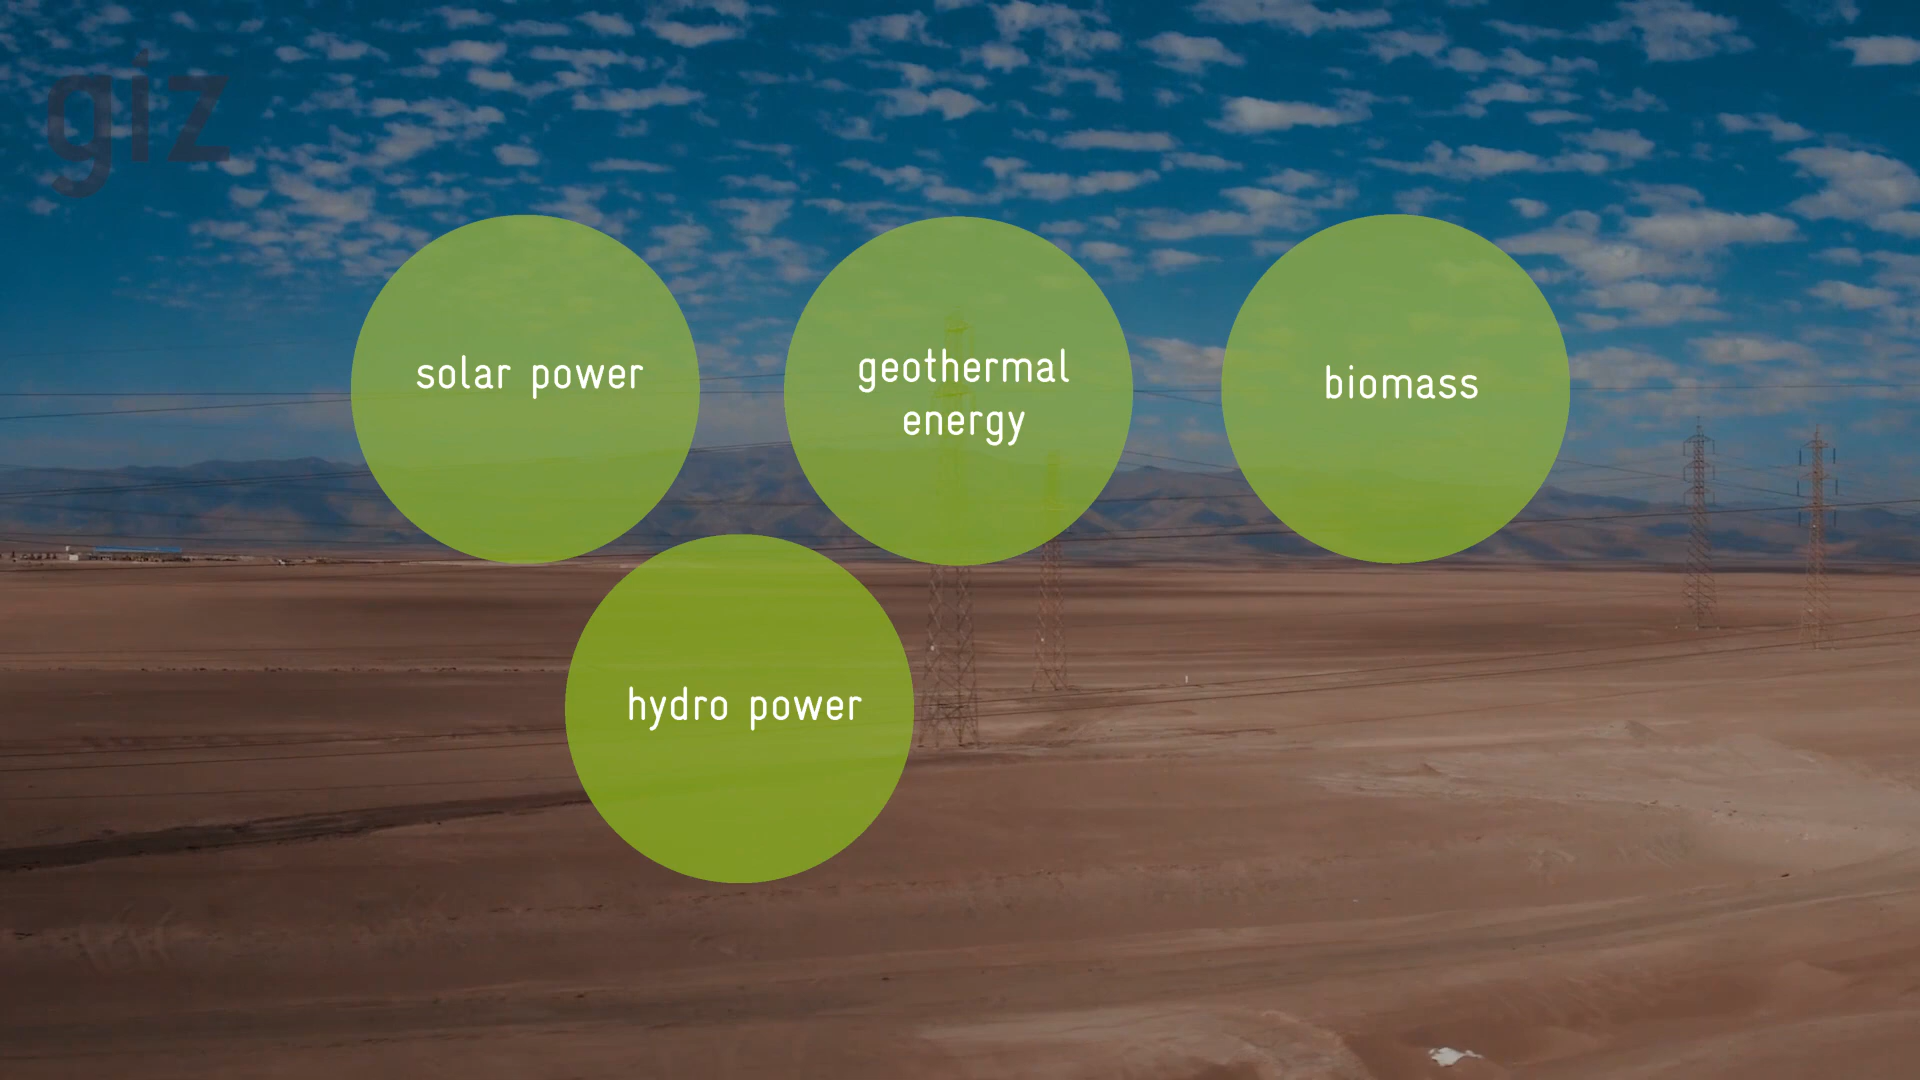 giz
solar power
geothermal
energy
biomass
hydro power